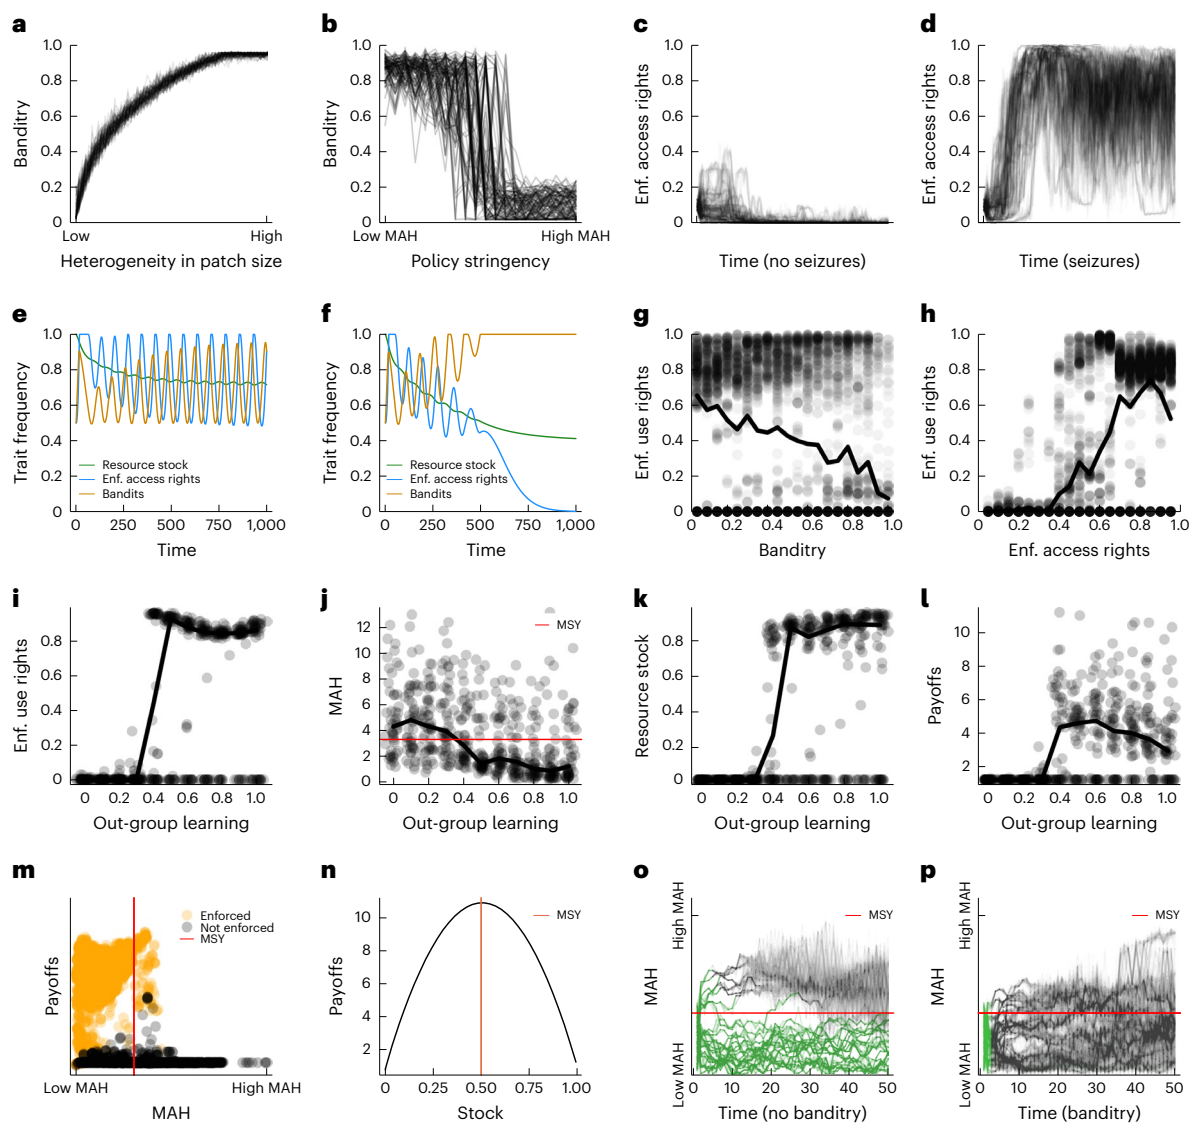 a
b
c
d
1.0
0.8
0.6
0.4
0.2
0
Banditry
Low
High
Heterogeneity in patch size
1.0
0.8
0.6
0.4
0.2
0
Banditry
Low MAH
High MAH
Policy stringency
1.0
0.8
0.6
0.4
0.2
0
Enf. access rights
Time (no seizures)
1.0
0.8
0.6
0.4
0.2
0
Enf. access rights
Time (seizures)
e
f
g
h
1.0
0.8
0.6
0.4
0.2
0
Trait frequency
Resource stock
Enf. access rights
Bandits
0 250 500 750 1,000
Time
1.0
0.8
0.6
0.4
0.2
0
Trait frequency
Resource stock
Enf. access rights
Bandits
0 250 500 750 1,000
Time
1.0
0.8
0.6
0.4
0.2
0
Enf. use rights
0 0.2 0.4 0.6 0.8 1.0
Banditry
1.0
0.8
0.6
0.4
0.2
0
Enf. use rights
0 0.2 0.4 0.6 0.8 1.0
Enf. access rights
i
j
k
l
0.8
0.6
0.4
0.2
0
Enf. use rights
0 0.2 0.4 0.6 0.8 1.0
Out-group learning
12
10
8
6
4
2
0
MAH
MSY
0 0.2 0.4 0.6 0.8 1.0
Out-group learning
0.8
0.6
0.4
0.2
0
Resource stock
0 0.2 0.4 0.6 0.8 1.0
Out-group learning
10
8
6
4
2
Payoffs
0 0.2 0.4 0.6 0.8 1.0
Out-group learning
m
n
o
p
Payoffs
Enforced
Not enforced
MSY
Low MAH
High MAH
MAH
10
8
6
4
2
Payoffs
MSY
0 0.25 0.50 0.75 1.00
Stock
High MAH
MAH
Low MAH
MSY
0 10 20 30 40 50
Time (no banditry)
High MAH
MAH
Low MAH
MSY
0 10 20 30 40 50
Time (banditry)